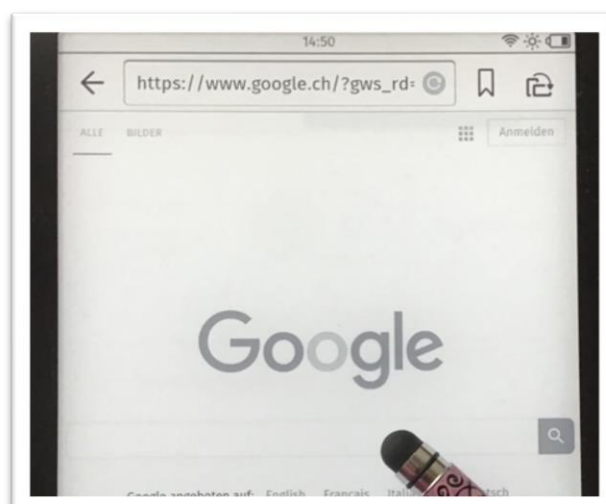 14:50
https://www.google.ch/?gws_rd=
ALLE BILDER Anmelden
Google
Google angeboten auf: English Français